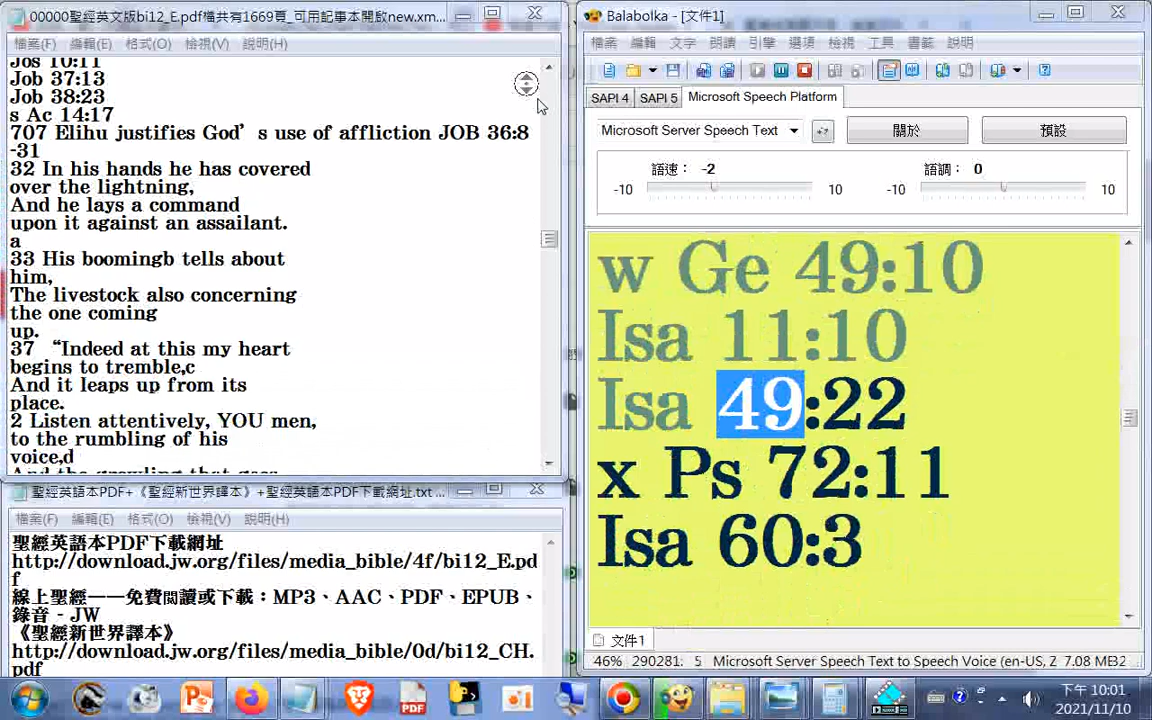 00000聖經英文版bi12_E.pdf檔共有1669頁_可用記事本開啟new.xm...
檔案(F) 編輯(E) 格式(O) 檢視(V) 說明(H)
Jos 10:11
Job 37:13
Job 38:23
s Ac 14:17
707 Elihu justifies God’s use of affliction JOB 36:8
-31
32 In his hands he has covered
over the lightning,
And he lays a command
upon it against an assailant.
a
33 His boomingb tells about
him,
The livestock also concerning
the one coming
up.
37 “Indeed at this my heart
begins to tremble,c
And it leaps up from its
place.
2 Listen attentively, YOU men,
to the rumbling of his
voice,d
And the growling that goes
聖經英語本PDF+《聖經新世界譯本》+聖經英語本PDF下載網址.txt ...
檔案(F) 編輯(E) 格式(O) 檢視(V) 說明(H)
聖經英語本PDF下載網址
http://download.jw.org/files/media_bible/4f/bi12_E.pd
f
線上聖經——免費閱讀或下載：MP3、AAC、PDF、EPUB、
錄音 - JW
《聖經新世界譯本》
http://download.jw.org/files/media_bible/0d/bi12_CH.
pdf
Balabolka - [文件1]
檔案 編輯 文字 朗讀 引擎 選項 檢視 工具 書籤 說明
SAPI 4 SAPI 5 Microsoft Speech Platform
Microsoft Server Speech Text 關於 預設
語速： -2 語調： 0
-10 10 -10 10
w Ge 49:10
Isa 11:10
Isa 49:22
x Ps 72:11
Isa 60:3
文件1
46% 290281: 5 Microsoft Server Speech Text to Speech Voice (en-US, Z 7.08 MB
下午 10:01
2021/11/10